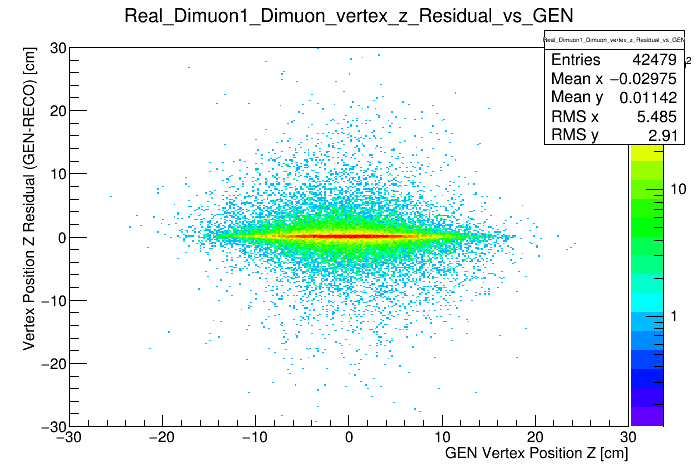 Real_Dimuon1_Dimuon_vertex_z_Residual_vs_GEN
Real_Dimuon1_Dimuon_vertex_z_Residual_vs_GEN
Entries 42479
Mean x −0.02975
Mean y 0.01142
RMS x 5.485
RMS y 2.91
2
10
1
Vertex Position Z Residual (GEN-RECO) [cm]
30
20
10
0
−10
−20
−30
−30 −20 −10 0 10 20 30
GEN Vertex Position Z [cm]